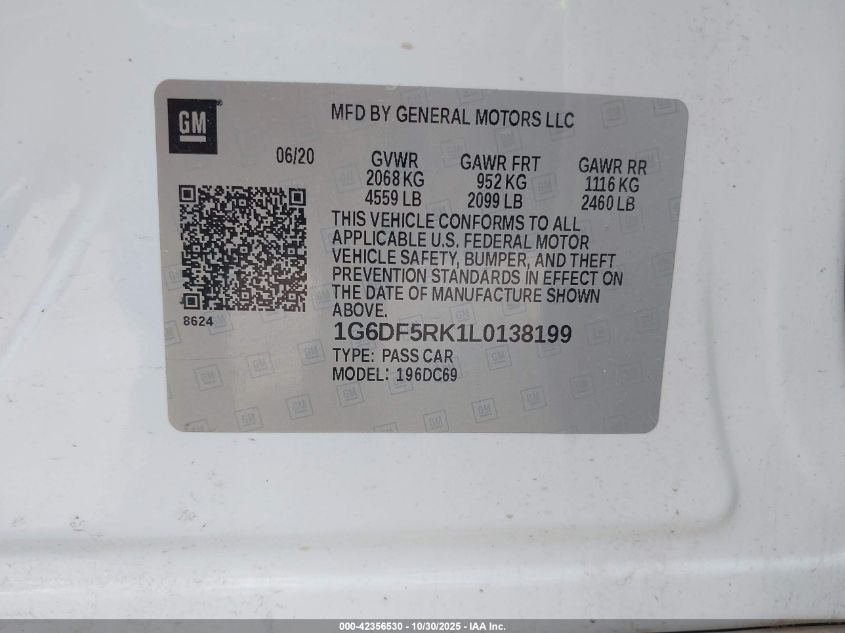 GM
MFD BY GENERAL MOTORS LLC
06/20
GVWR
2068 KG
4559 LB
GAWR FRT
952 KG
2099 LB
GAWR RR
1116 KG
2460 LB
THIS VEHICLE CONFORMS TO ALL
APPLICABLE U.S. FEDERAL MOTOR
VEHICLE SAFETY, BUMPER, AND THEFT
PREVENTION STANDARDS IN EFFECT ON
THE DATE OF MANUFACTURE SHOWN
ABOVE.
8624
1G6DF5RK1L0138199
TYPE: PASS CAR
MODEL: 196DC69
000-42356530 - 10/30/2025 - IAA Inc.